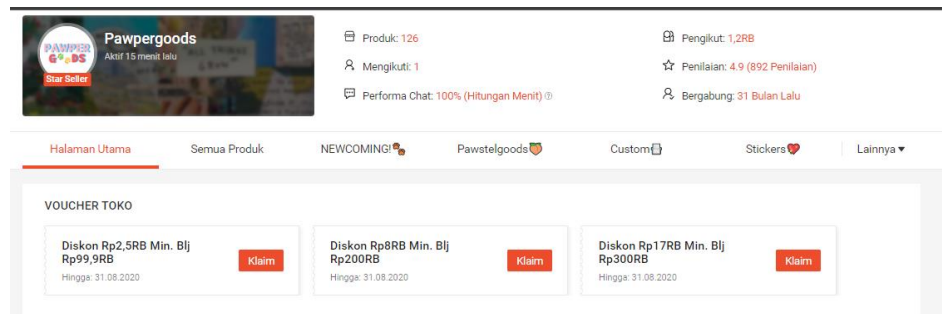 PAWPER
GOODS
Star Seller
Pawpergoods
Aktif 15 menit lalu
Produk: 126
Mengikuti: 1
Performa Chat: 100% (Hitungan Menit)
Pengikut: 1,2RB
Penilaian: 4.9 (892 Penilaian)
Bergabung: 31 Bulan Lalu
Halaman Utama
Semua Produk
NEWCOMING!
Pawstelgoods
Custom
Stickers
Lainnya
VOUCHER TOKO
Diskon Rp2,5RB Min. Blj
Rp99,9RB
Hingga: 31.08.2020
Klaim
Diskon Rp8RB Min. Blj
Rp200RB
Hingga: 31.08.2020
Klaim
Diskon Rp17RB Min. Blj
Rp300RB
Hingga: 31.08.2020
Klaim